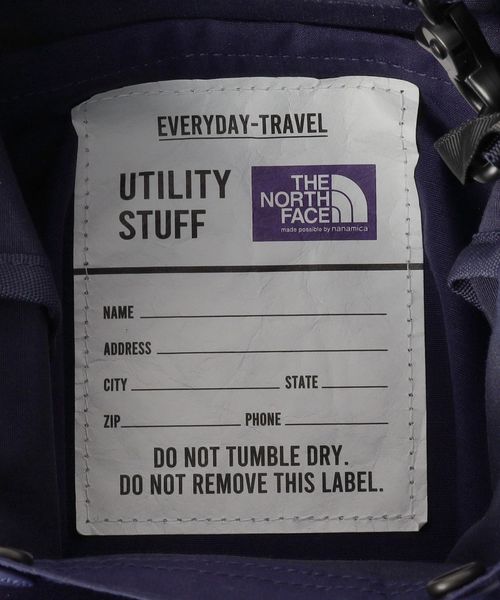 EVERYDAY-TRAVEL
UTILITY
STUFF
THE
NORTH
FACE
made possible by nanamica
NAME
ADDRESS
CITY STATE
ZIP PHONE
DO NOT TUMBLE DRY.
DO NOT REMOVE THIS LABEL.